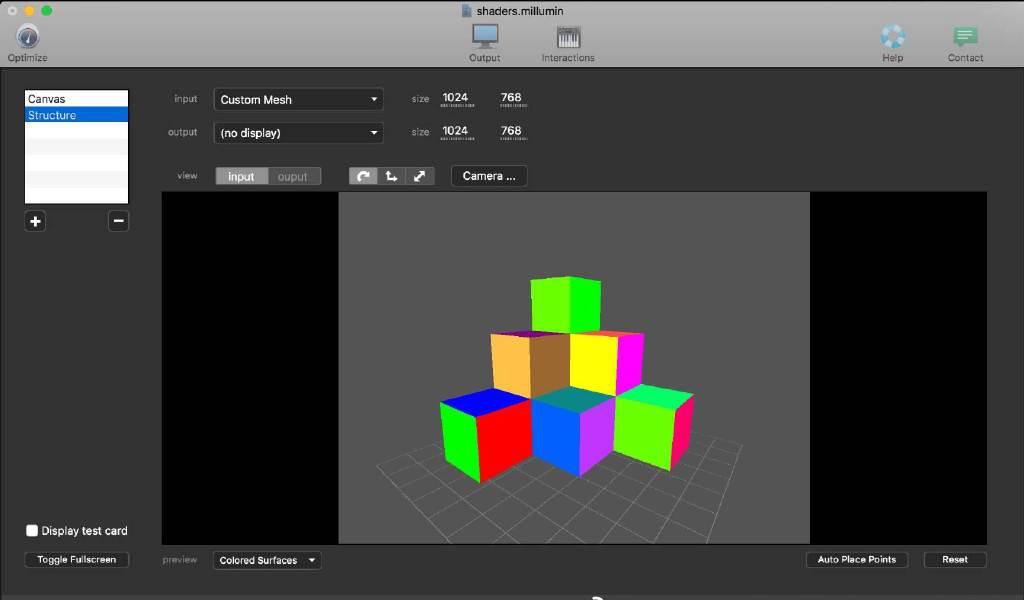 shaders.millumin
Optimize
Output
Interactions
Help
Contact
Canvas
Structure
input
Custom Mesh
size
1024
768
output
(no display)
size
1024
768
view
input
ouput
Camera ...
Display test card
Toggle Fullscreen
preview
Colored Surfaces
Auto Place Points
Reset